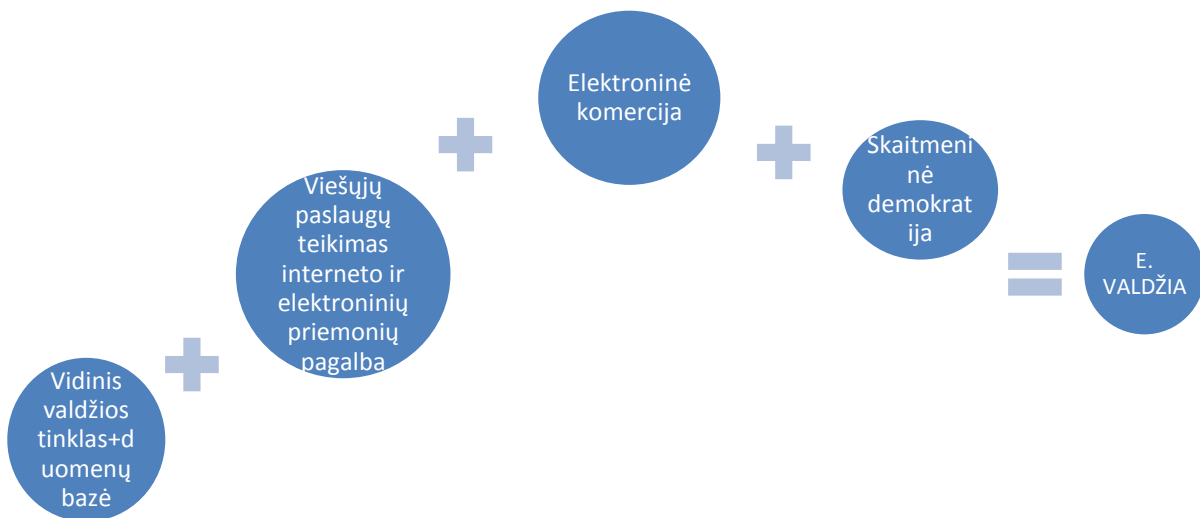 Elektroninė
komercija
Skaitmeni
nė
demokrat
ija
Viešųjų
paslaugų
teikimas
interneto ir
elektroninių
priemonių
pagalba
E.
VALDŽIA
Vidinis
valdžios
tinklas+d
uomenų
bazė